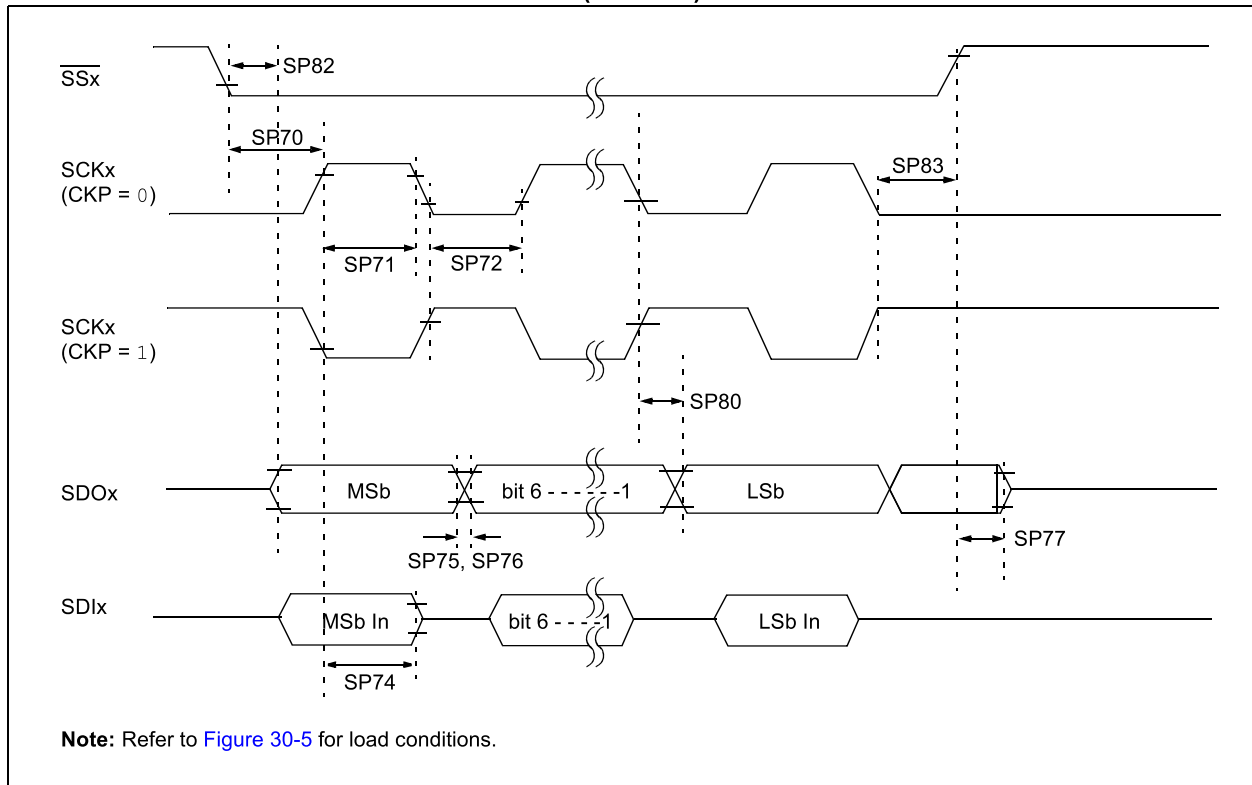 SSx
SP82
SP70
SCKx
(CKP = 0)
SP83
SP71
SP72
SCKx
(CKP = 1)
SP80
SDOx
MSb
bit 6 - - - - - -1
LSb
SP75, SP76
SP77
SDIx
MSb In
bit 6 - - - -1
LSb In
SP74
Note: Refer to Figure 30-5 for load conditions.